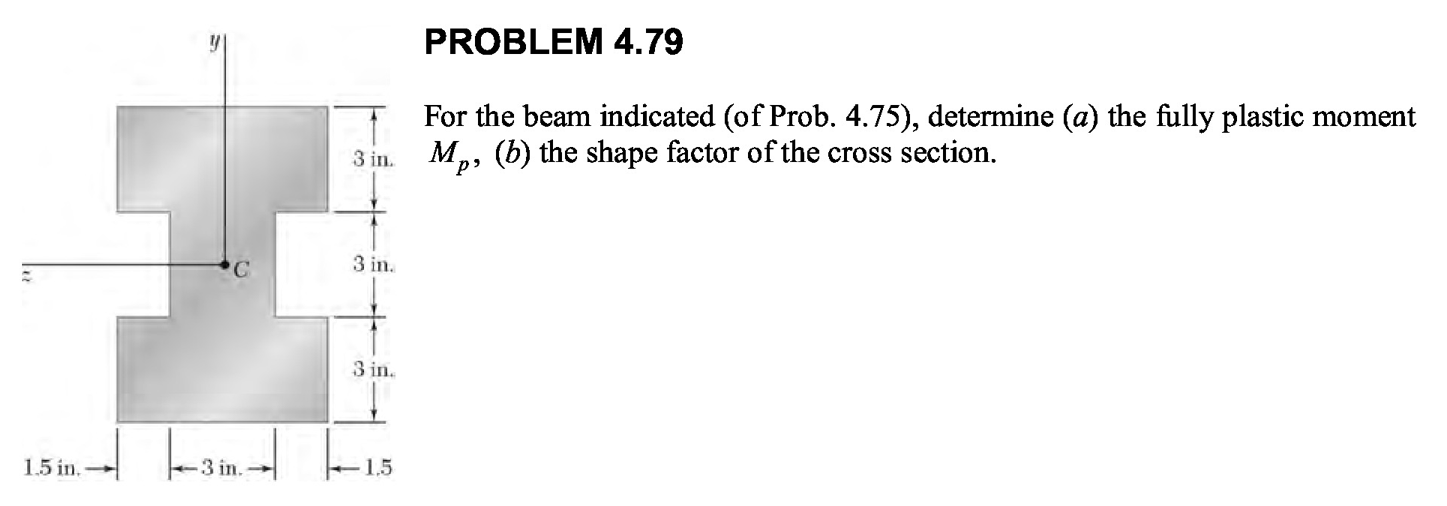 PROBLEM 4.79
For the beam indicated (of Prob. 4.75), determine (a) the fully plastic moment
Mp, (b) the shape factor of the cross section.
y
3 in.
z
C
3 in.
3 in.
1.5 in.
3 in.
1.5